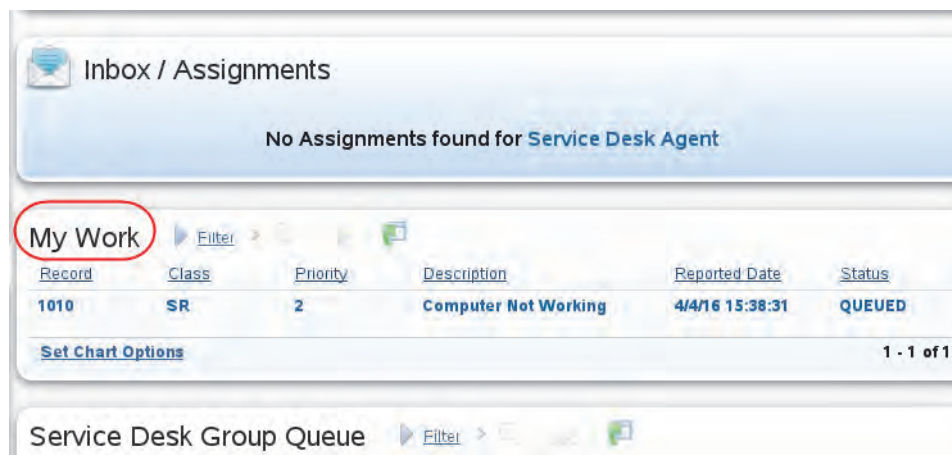 Inbox / Assignments
No Assignments found for Service Desk Agent
My Work Filter >
Record Class Priority Description Reported Date Status
1010 SR 2 Computer Not Working 4/4/16 15:38:31 QUEUED
Set Chart Options 1 - 1 of 1
Service Desk Group Queue Filter >